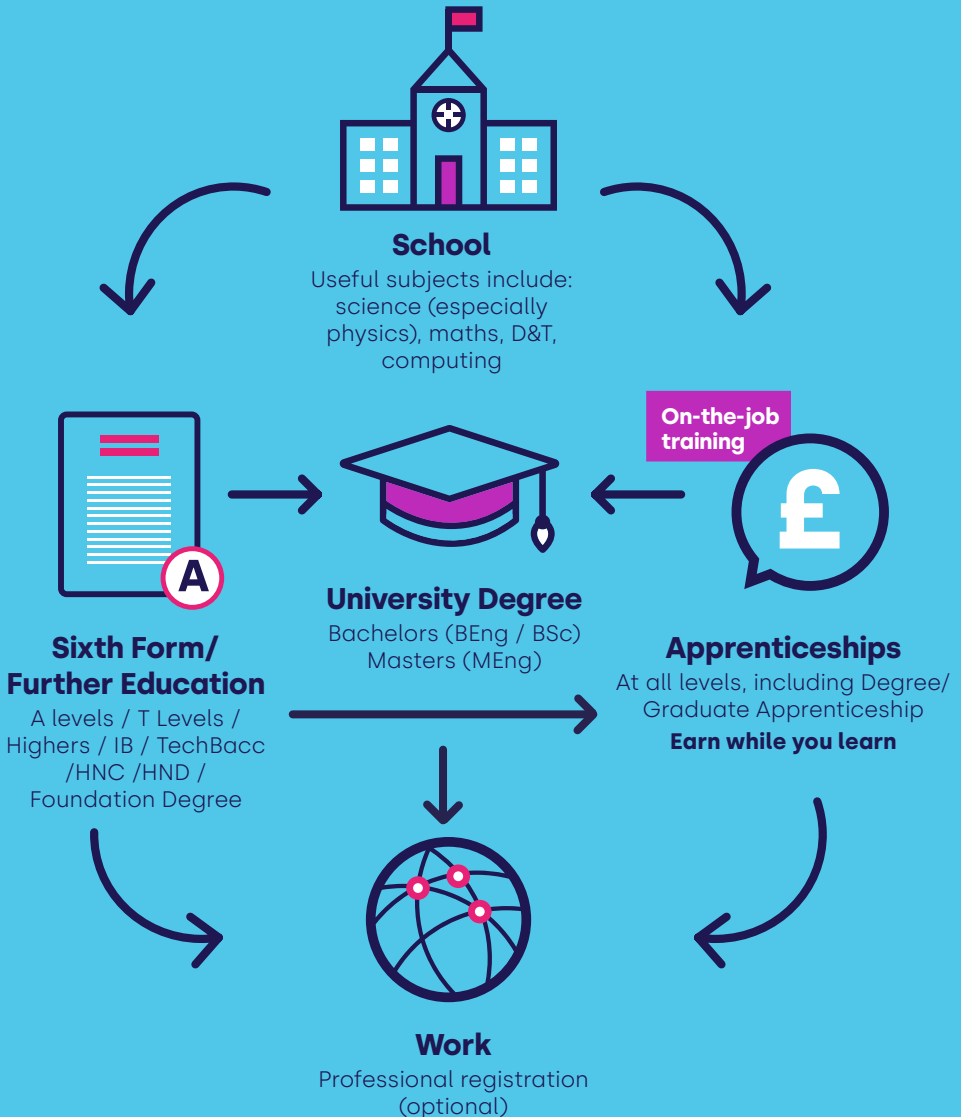 School
Useful subjects include:
science (especially
physics), maths, D&T,
computing
On-the-job
training
£
A
University Degree
Bachelors (BEng / BSc)
Masters (MEng)
Sixth Form/
Further Education
A levels / T Levels /
Highers / IB / TechBacc
/HNC /HND /
Foundation Degree
Apprenticeships
At all levels, including Degree/
Graduate Apprenticeship
Earn while you learn
Work
Professional registration
(optional)